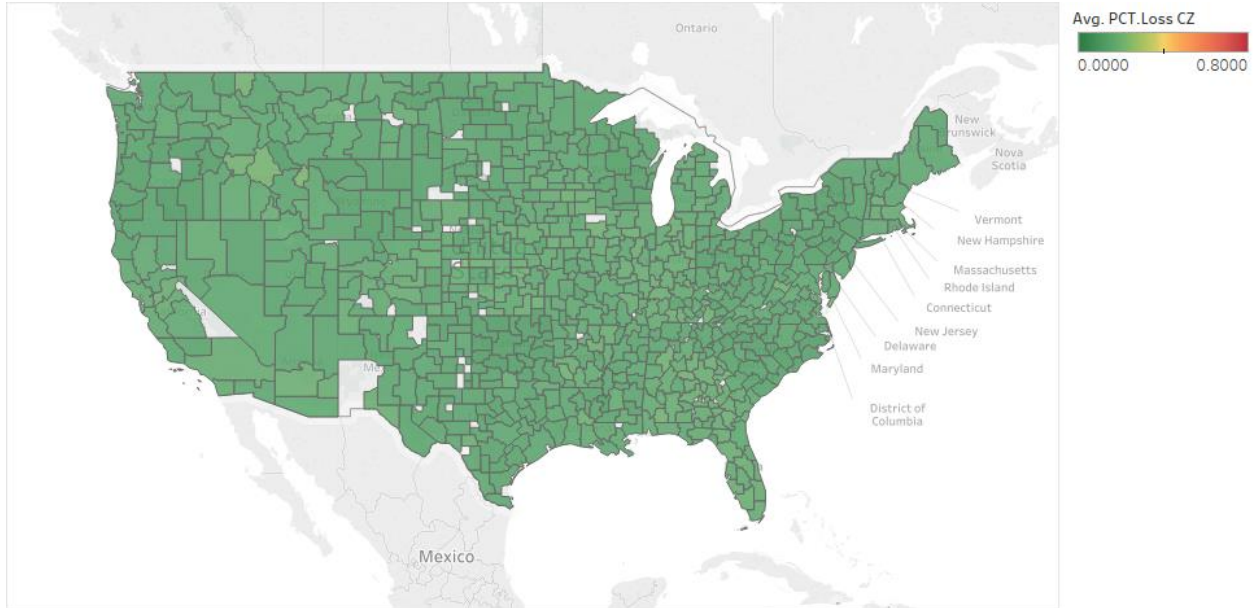 Avg. PCT.Loss CZ
0.0000 0.8000
Ontario
New
Nova
Scotia
Vermont
New Hampshire
Massachusetts
Rhode Island
Connecticut
New Jersey
Delaware
Maryland
District of
Columbia
Mexico